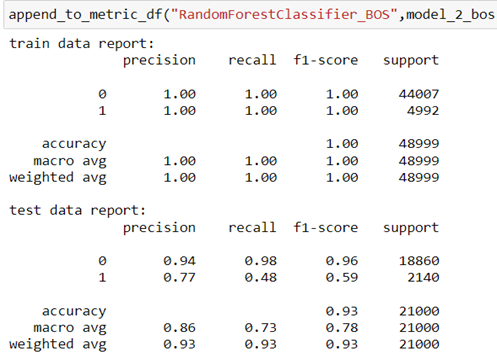 append_to_metric_df("RandomForestClassifier_BOS",model_2_bos
train data report:
precision recall f1-score support
0 1.00 1.00 1.00 44007
1 1.00 1.00 1.00 4992
accuracy 1.00 48999
macro avg 1.00 1.00 1.00 48999
weighted avg 1.00 1.00 1.00 48999
test data report:
precision recall f1-score support
0 0.94 0.98 0.96 18860
1 0.77 0.48 0.59 2140
accuracy 0.93 21000
macro avg 0.86 0.73 0.78 21000
weighted avg 0.93 0.93 0.93 21000